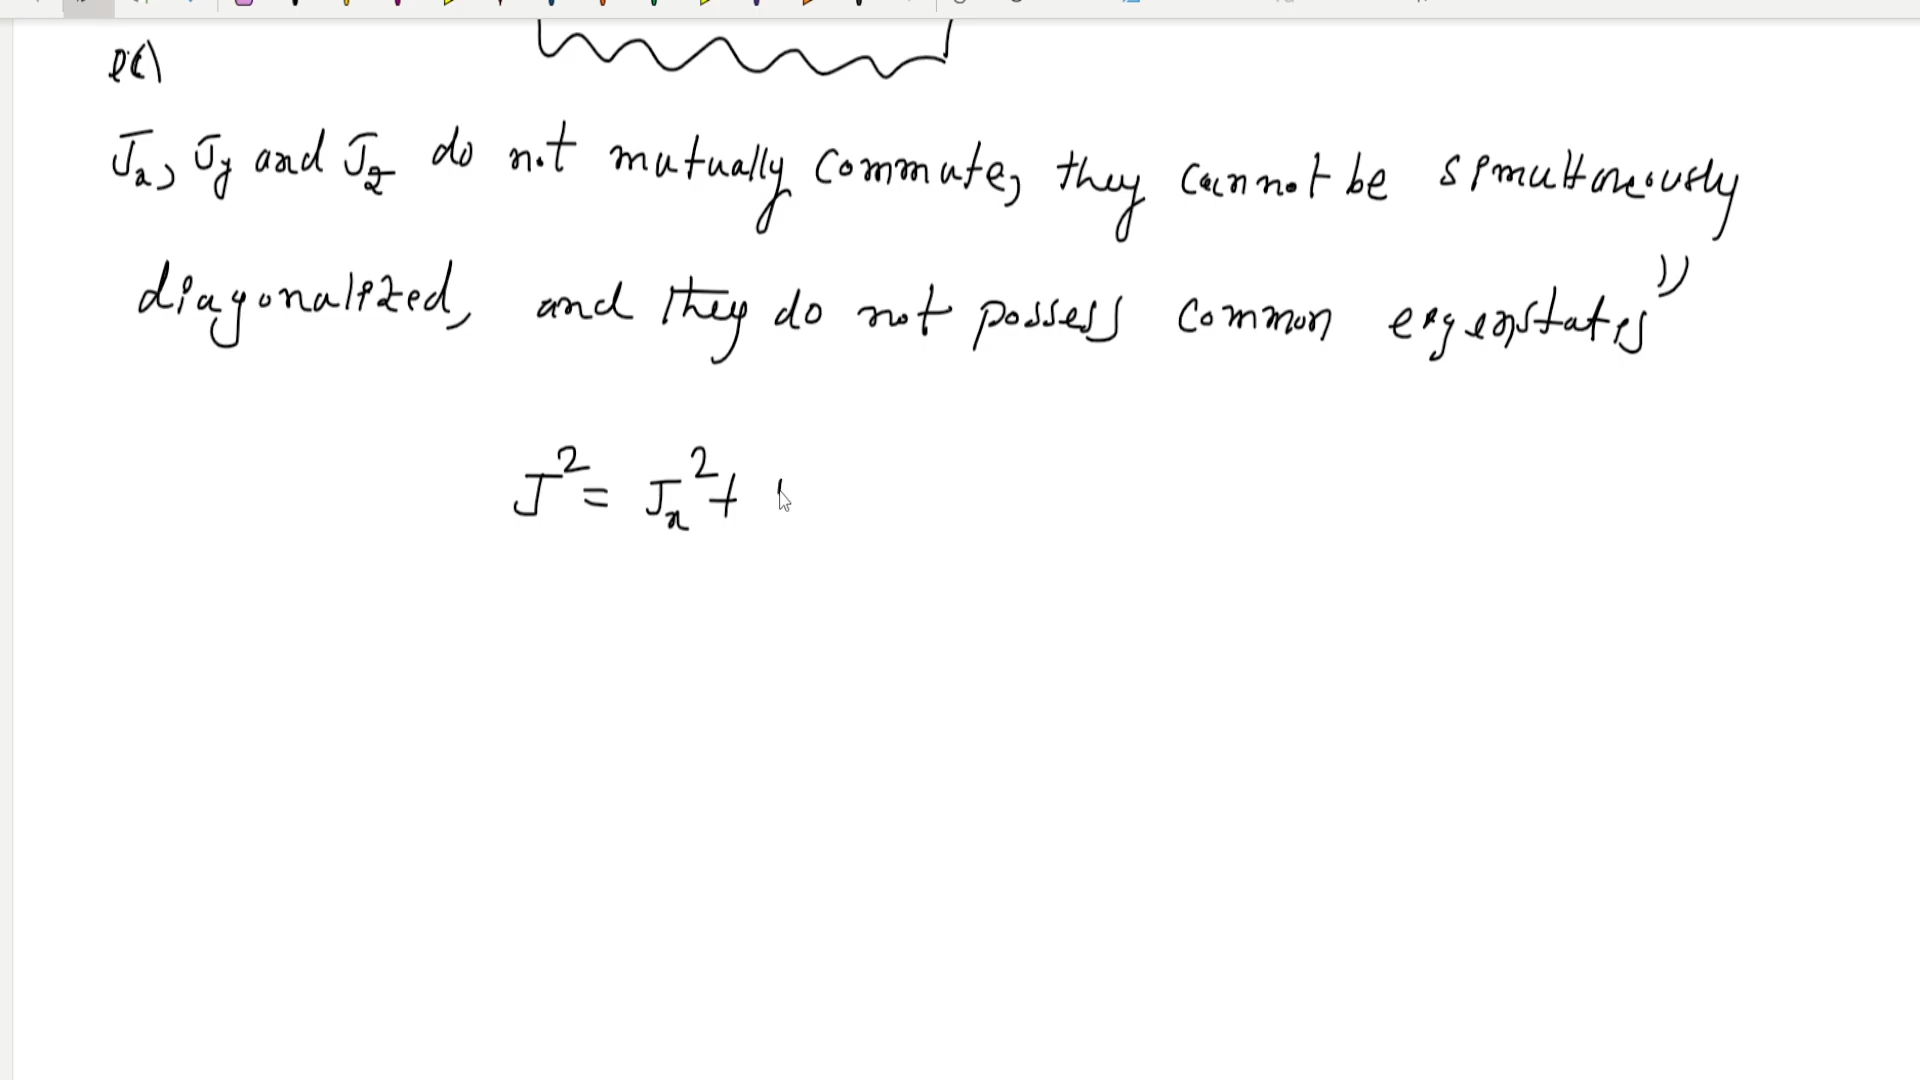 Jx, Jy and Jz do not mutually commute, they cannot be simultaneously
diagonalized, and they do not possess common eigenstates"
J² = Jx² +